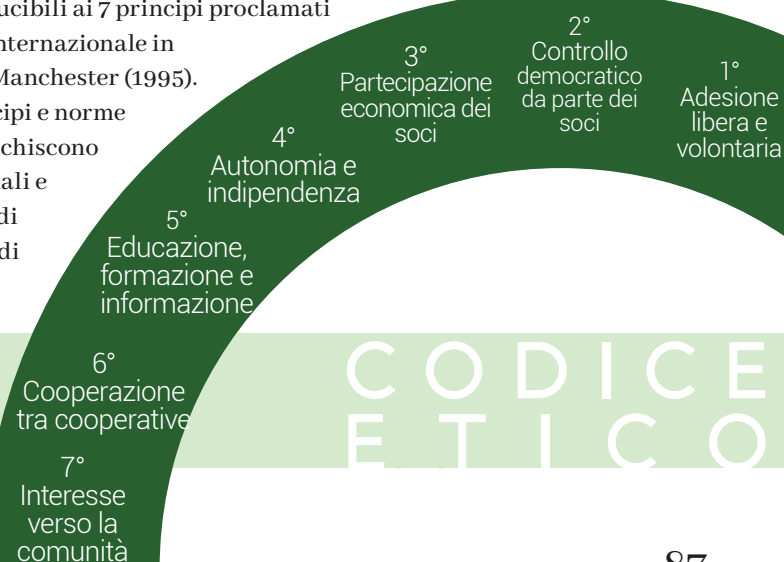 ucibili ai 7 principi proclamati
nternazionale in
Manchester (1995).
cipi e norme
chiscono
ali e
di
di
1°
Adesione
libera e
volontaria
2°
Controllo
democratico
da parte dei
soci
3°
Partecipazione
economica dei
soci
4°
Autonomia e
indipendenza
5°
Educazione,
formazione e
informazione
6°
Cooperazione
tra cooperative
7°
Interesse
verso la
comunità
CODICE
ETICO
87